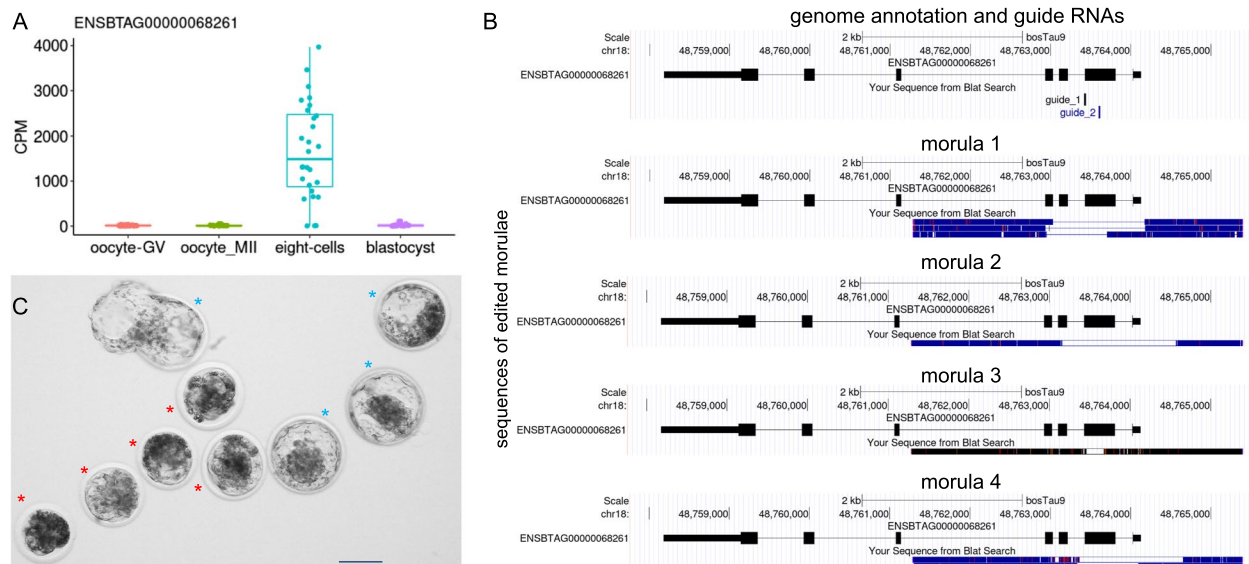 A
ENSBTAG00000068261
4000
3000
2000
1000
0
CPM
oocyte-GV oocyte_MII eight-cells blastocyst
C
* * * * * * * * *
B
genome annotation and guide RNAs
sequences of edited morulae
Scale 2 kb bosTau9
chr18: 48,759,000 48,760,000 48,761,000 48,762,000 48,763,000 48,764,000 48,765,000
ENSBTAG00000068261
ENSBTAG00000068261
Your Sequence from Blat Search
guide_1
guide_2
morula 1
Scale 2 kb bosTau9
chr18: 48,759,000 48,760,000 48,761,000 48,762,000 48,763,000 48,764,000 48,765,000
ENSBTAG00000068261
ENSBTAG00000068261
Your Sequence from Blat Search
morula 2
Scale 2 kb bosTau9
chr18: 48,759,000 48,760,000 48,761,000 48,762,000 48,763,000 48,764,000 48,765,000
ENSBTAG00000068261
ENSBTAG00000068261
Your Sequence from Blat Search
morula 3
Scale 2 kb bosTau9
chr18: 48,759,000 48,760,000 48,761,000 48,762,000 48,763,000 48,764,000 48,765,000
ENSBTAG00000068261
ENSBTAG00000068261
Your Sequence from Blat Search
morula 4
Scale 2 kb bosTau9
chr18: 48,759,000 48,760,000 48,761,000 48,762,000 48,763,000 48,764,000 48,765,000
ENSBTAG00000068261
ENSBTAG00000068261
Your Sequence from Blat Search